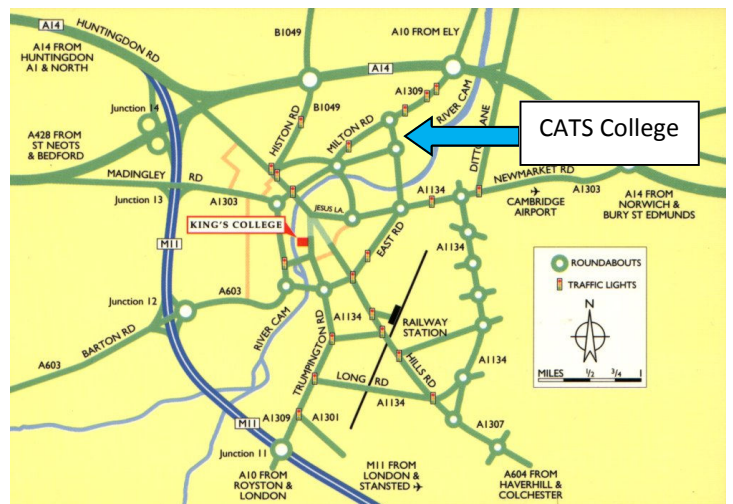 HUNTINGDON RD
A14
A14 FROM
HUNTINGDON
A1 & NORTH
B1049
A10 FROM ELY
A14
A1309
B1049
HISTON RD
MILTON RD
RIVER CAM
DITTON LANE
CATS College
Junction 14
A428 FROM
ST NEOTS
& BEDFORD
MADINGLEY RD
Junction 13
A1303
JESUS LA.
A1134
NEWMARKET RD
A1303
CAMBRIDGE
AIRPORT
A14 FROM
NORWICH &
BURY ST EDMUNDS
KING'S COLLEGE
M11
EAST RD
A1134
ROUNDABOUTS
TRAFFIC LIGHTS
N
MILES 1/2 3/4 1
Junction 12
A603
BARTON RD
A603
RIVER CAM
A1134
RAILWAY
STATION
TRUMPINGTON RD
HILLS RD
LONG RD
A1134
A1134
M11
A1309
A1301
A1307
Junction 11
A10 FROM
ROYSTON &
LONDON
M11 FROM
LONDON &
STANSTED
A604 FROM
HAVERHILL &
COLCHESTER